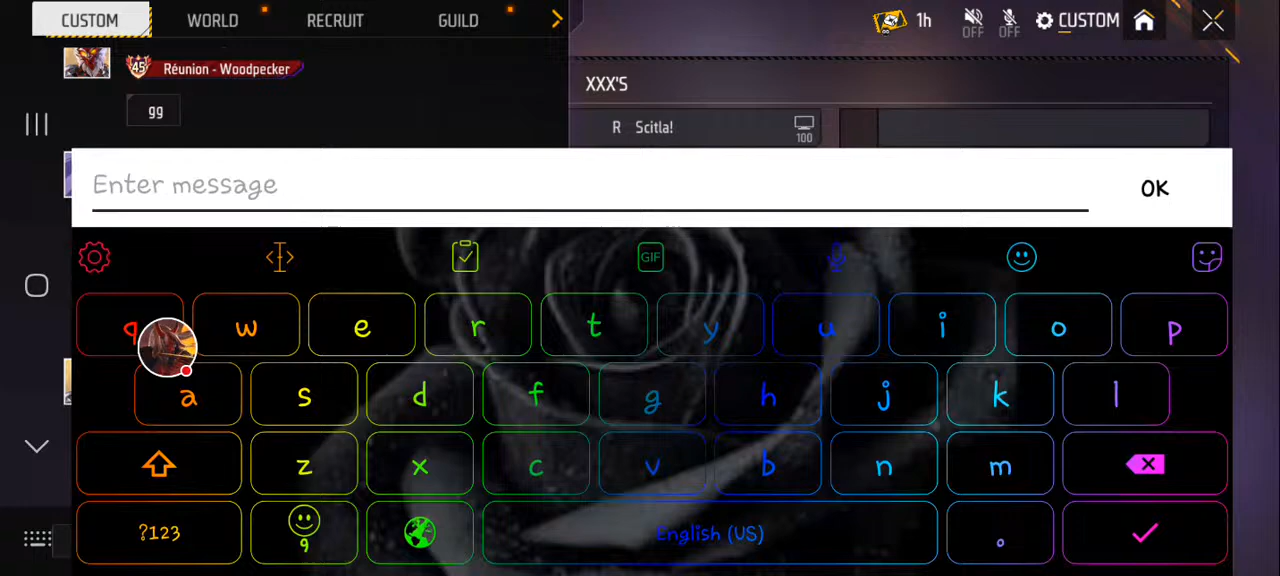 CUSTOM WORLD RECRUIT GUILD
1h OFF OFF CUSTOM
45 Réunion - Woodpecker
gg
XXX'S
R Scitla! 100
Enter message OK
GIF
q w e r t y u i o p
a s d f g h j k l
z x c v b n m
?123 9 English (US) .